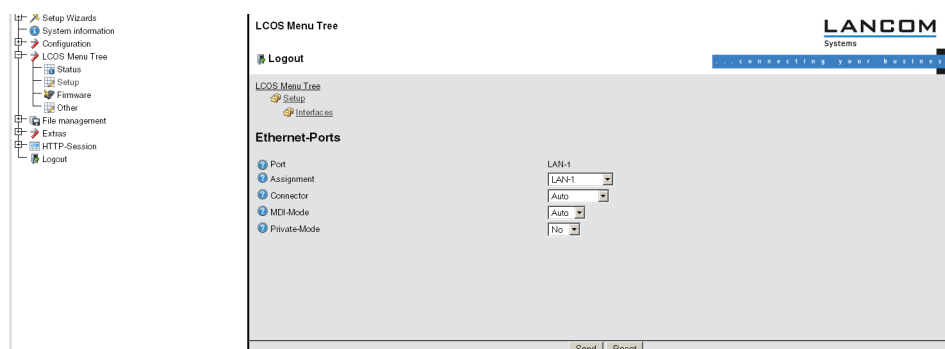 Setup Wizards
System information
Configuration
LCOS Menu Tree
Status
Setup
Firmware
Other
File management
Extras
HTTP-Session
Logout
LCOS Menu Tree
LANCOM
Systems
Logout
...connecting your busines
LCOS Menu Tree
Setup
Interfaces
Ethernet-Ports
Port LAN-1
Assignment LAN-1
Connector Auto
MDI-Mode Auto
Private-Mode No
Send Reset